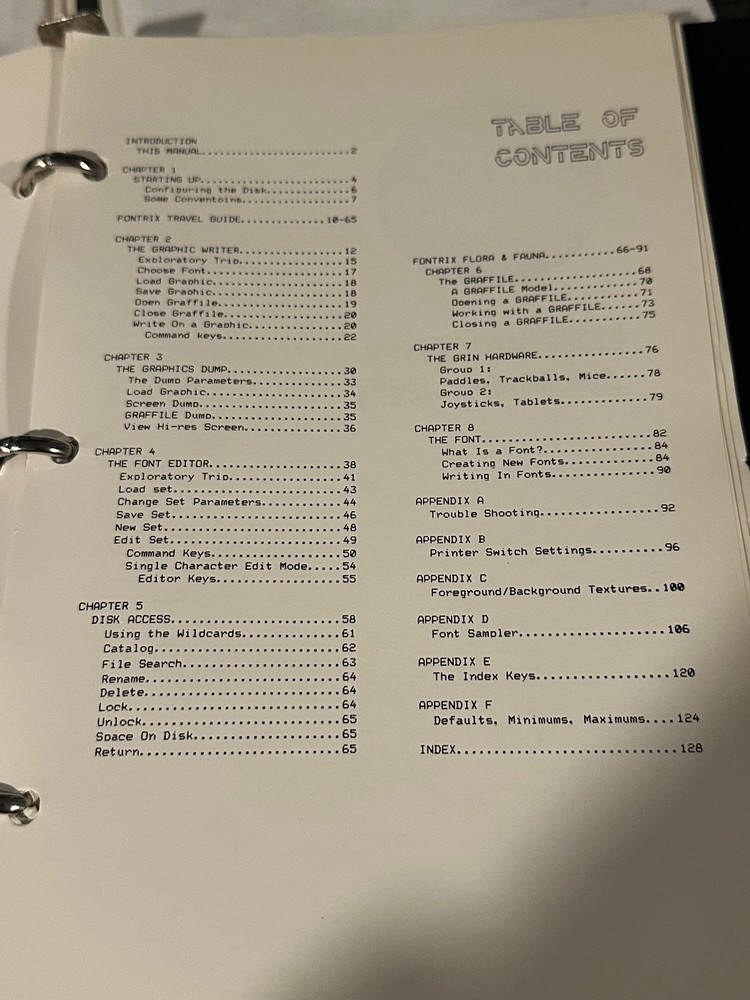 TABLE OF
CONTENTS
INTRODUCTION
THIS MANUAL..............................2
CHAPTER 1
STARTING UP..............................4
Configuring the Disk..............6
Some Conventoins..................7
FONTRIX TRAVEL GUIDE............10-65
CHAPTER 2
THE GRAPHIC WRITER................12
Exploratory Trip..................15
Choose Font.......................17
Load Graphic......................18
Save Graphic......................18
Open Graffile.....................19
Close Graffile....................20
Write On a Graphic................20
Command keys......................22
CHAPTER 3
THE GRAPHICS DUMP.................30
The Dump Parameters...............33
Load Graphic......................34
Screen Dump.......................35
GRAFFILE Dump.....................35
View Hi-res Screen................36
CHAPTER 4
THE FONT EDITOR...................38
Exploratory Trip..................41
Load set..........................43
Change Set Parameters.............44
Save Set..........................46
New Set...........................48
Edit Set..........................49
Command Keys......................50
Single Character Edit Mode.....54
Editor Keys.......................55
CHAPTER 5
DISK ACCESS.......................58
Using the Wildcards...............61
Catalog...........................62
File Search.......................63
Rename............................64
Delete............................64
Lock..............................64
Unlock............................65
Space On Disk.....................65
Return............................65
FONTRIX FLORA & FAUNA..........66-91
CHAPTER 6
The GRAFFILE......................68
A GRAFFILE Model..................70
Opening a GRAFFILE................71
Working with a GRAFFILE...........73
Closing a GRAFFILE................75
CHAPTER 7
THE GRIN HARDWARE.................76
Group 1:
Paddles, Trackballs, Mice......78
Group 2:
Joysticks, Tablets................79
CHAPTER 8
THE FONT..........................82
What Is a Font?...................84
Creating New Fonts................84
Writing In Fonts..................90
APPENDIX A
Trouble Shooting..................92
APPENDIX B
Printer Switch Settings..........96
APPENDIX C
Foreground/Background Textures..100
APPENDIX D
Font Sampler.....................106
APPENDIX E
The Index Keys...................120
APPENDIX F
Defaults, Minimums, Maximums....124
INDEX............................128